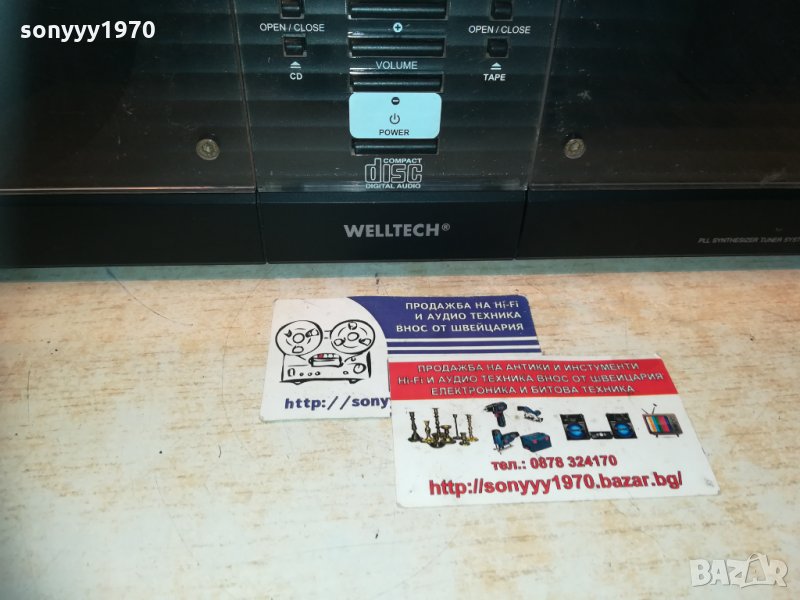 sonyyy1970
OPEN / CLOSE
OPEN / CLOSE
VOLUME
CD
TAPE
POWER
COMPACT
disc
DIGITAL AUDIO
WELLTECH®
PLL SYNTHESIZER TUNER SYST
ПРОДАЖБА НА Hi-Fi
И АУДИО ТЕХНИКА
ВНОС ОТ ШВЕЙЦАРИЯ
http://sony
ПРОДАЖБА НА АНТИКИ И ИНСТУМЕНТИ
Hi-Fi И АУДИО ТЕХНИКА ВНОС ОТ ШВЕИЦАРИЯ
ЕЛЕКТРОНИКА И БИТОВА ТЕХНИКА
тел.: 0878 324170
http://sonyyy1970.bazar.bg/
BAZAR